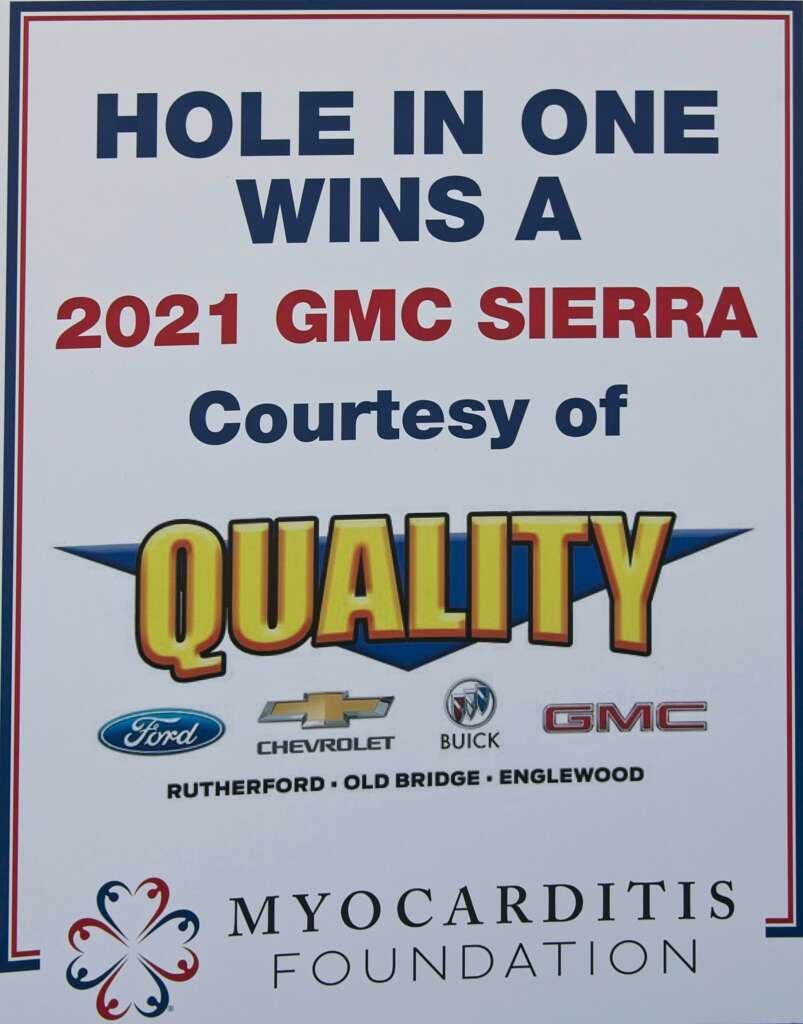 HOLE IN ONE
WINS A
2021 GMC SIERRA
Courtesy of
QUALITY
Ford CHEVROLET BUICK GMC
RUTHERFORD • OLD BRIDGE • ENGLEWOOD
MYOCARDITIS
FOUNDATION
®